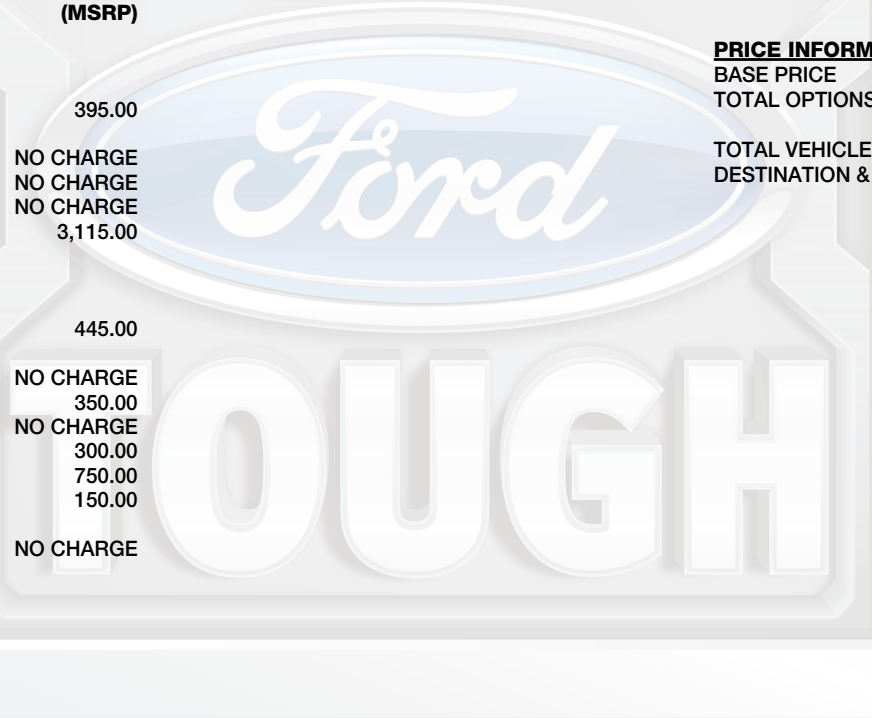 (MSRP)
395.00
NO CHARGE
NO CHARGE
NO CHARGE
3,115.00
445.00
NO CHARGE
350.00
NO CHARGE
300.00
750.00
150.00
NO CHARGE
PRICE INFORM
BASE PRICE
TOTAL OPTIONS
TOTAL VEHICLE
DESTINATION &
Ford
TOUGH